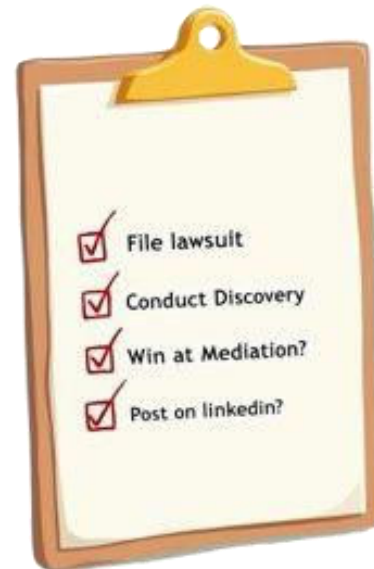 File lawsuit
Conduct Discovery
Win at Mediation?
Post on linkedin?